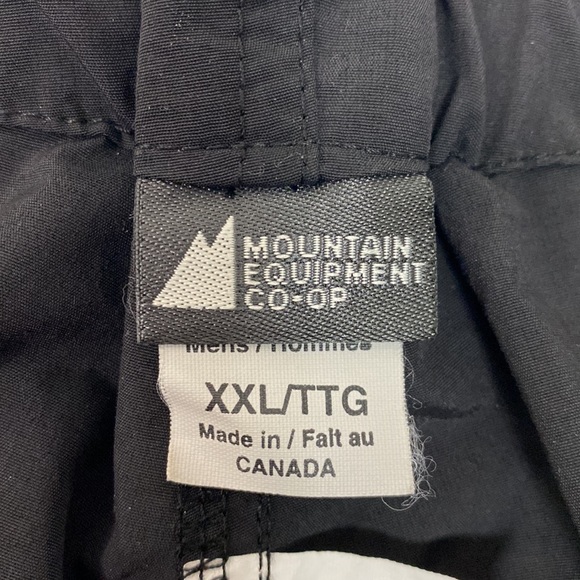 MOUNTAIN
EQUIPMENT
CO-OP
Mens / Hommes
XXL/TTG
Made in / Fait au
CANADA